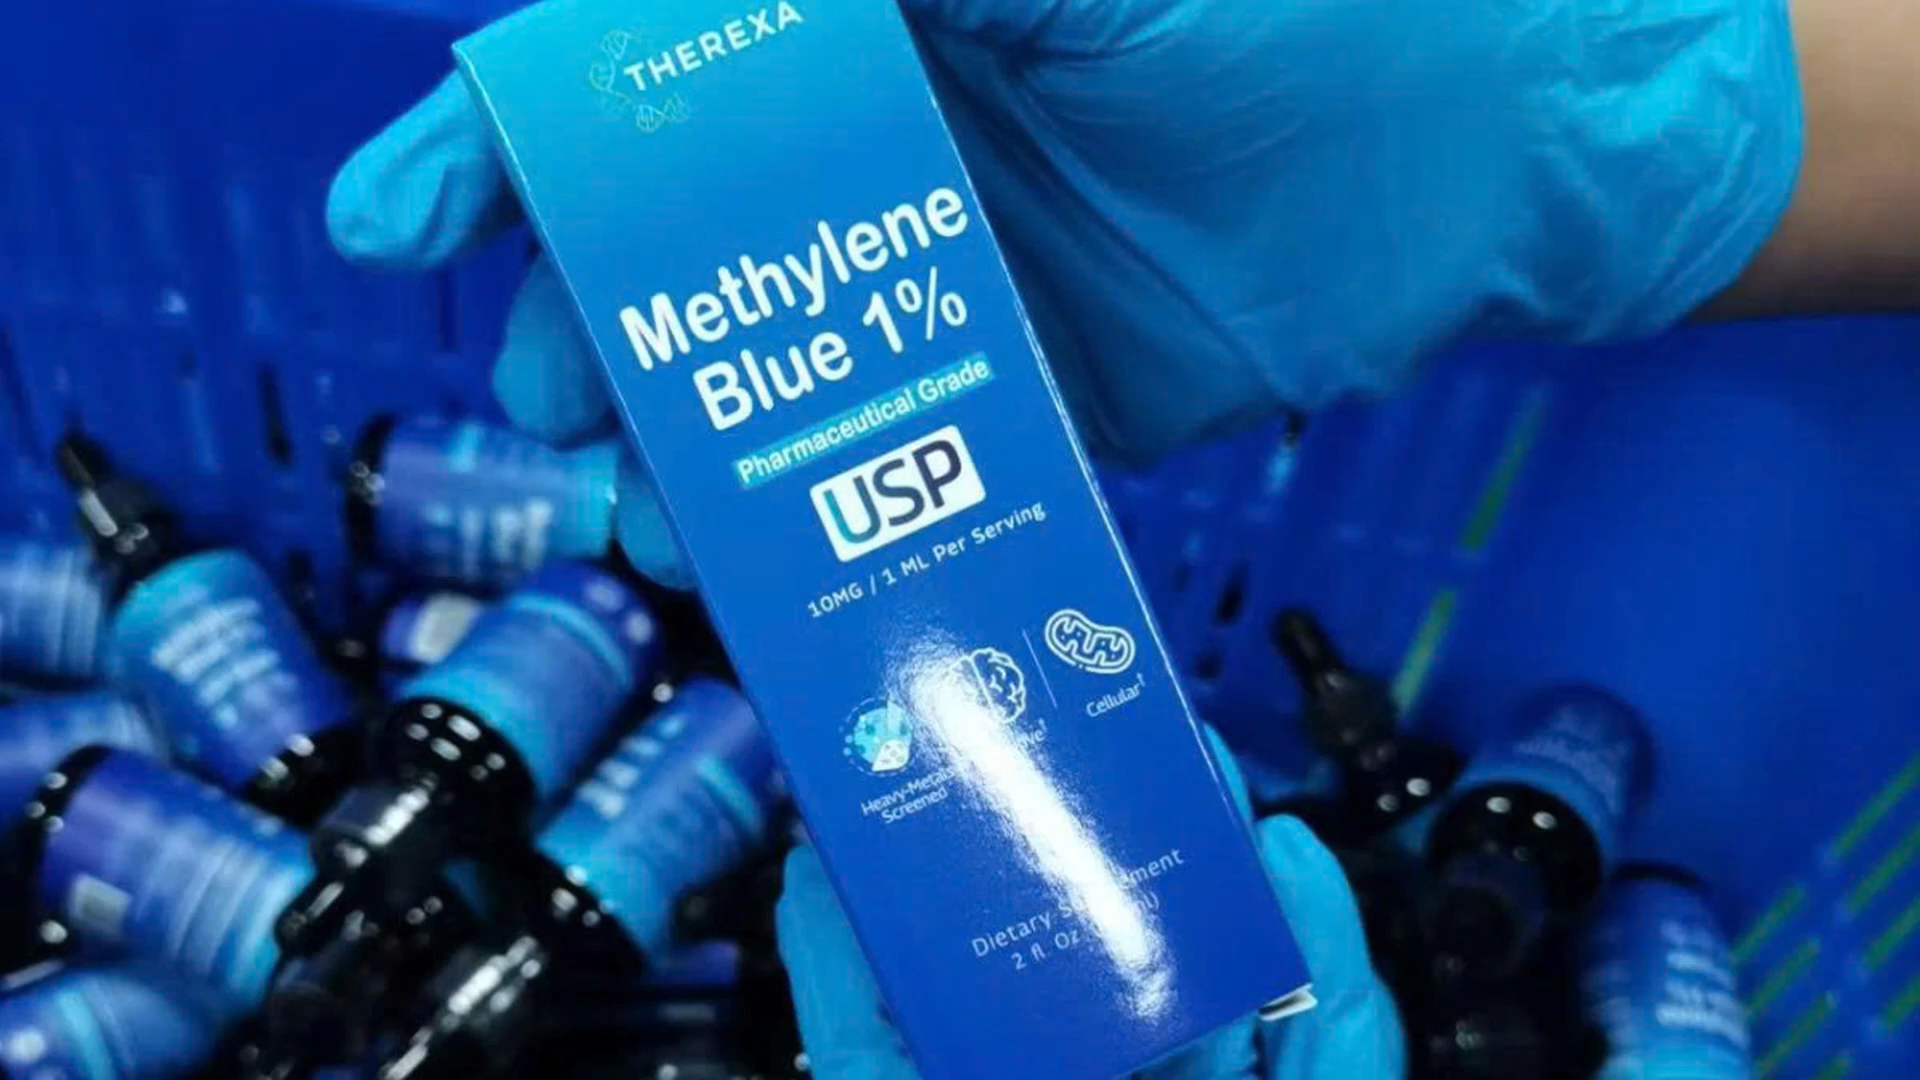 THEREXA
Methylene
Blue 1%
Pharmaceutical Grade
USP
10MG / 1 ML Per Serving
Cellular†
Heavy-Metals
Screened
Dietary
2 fl. Oz